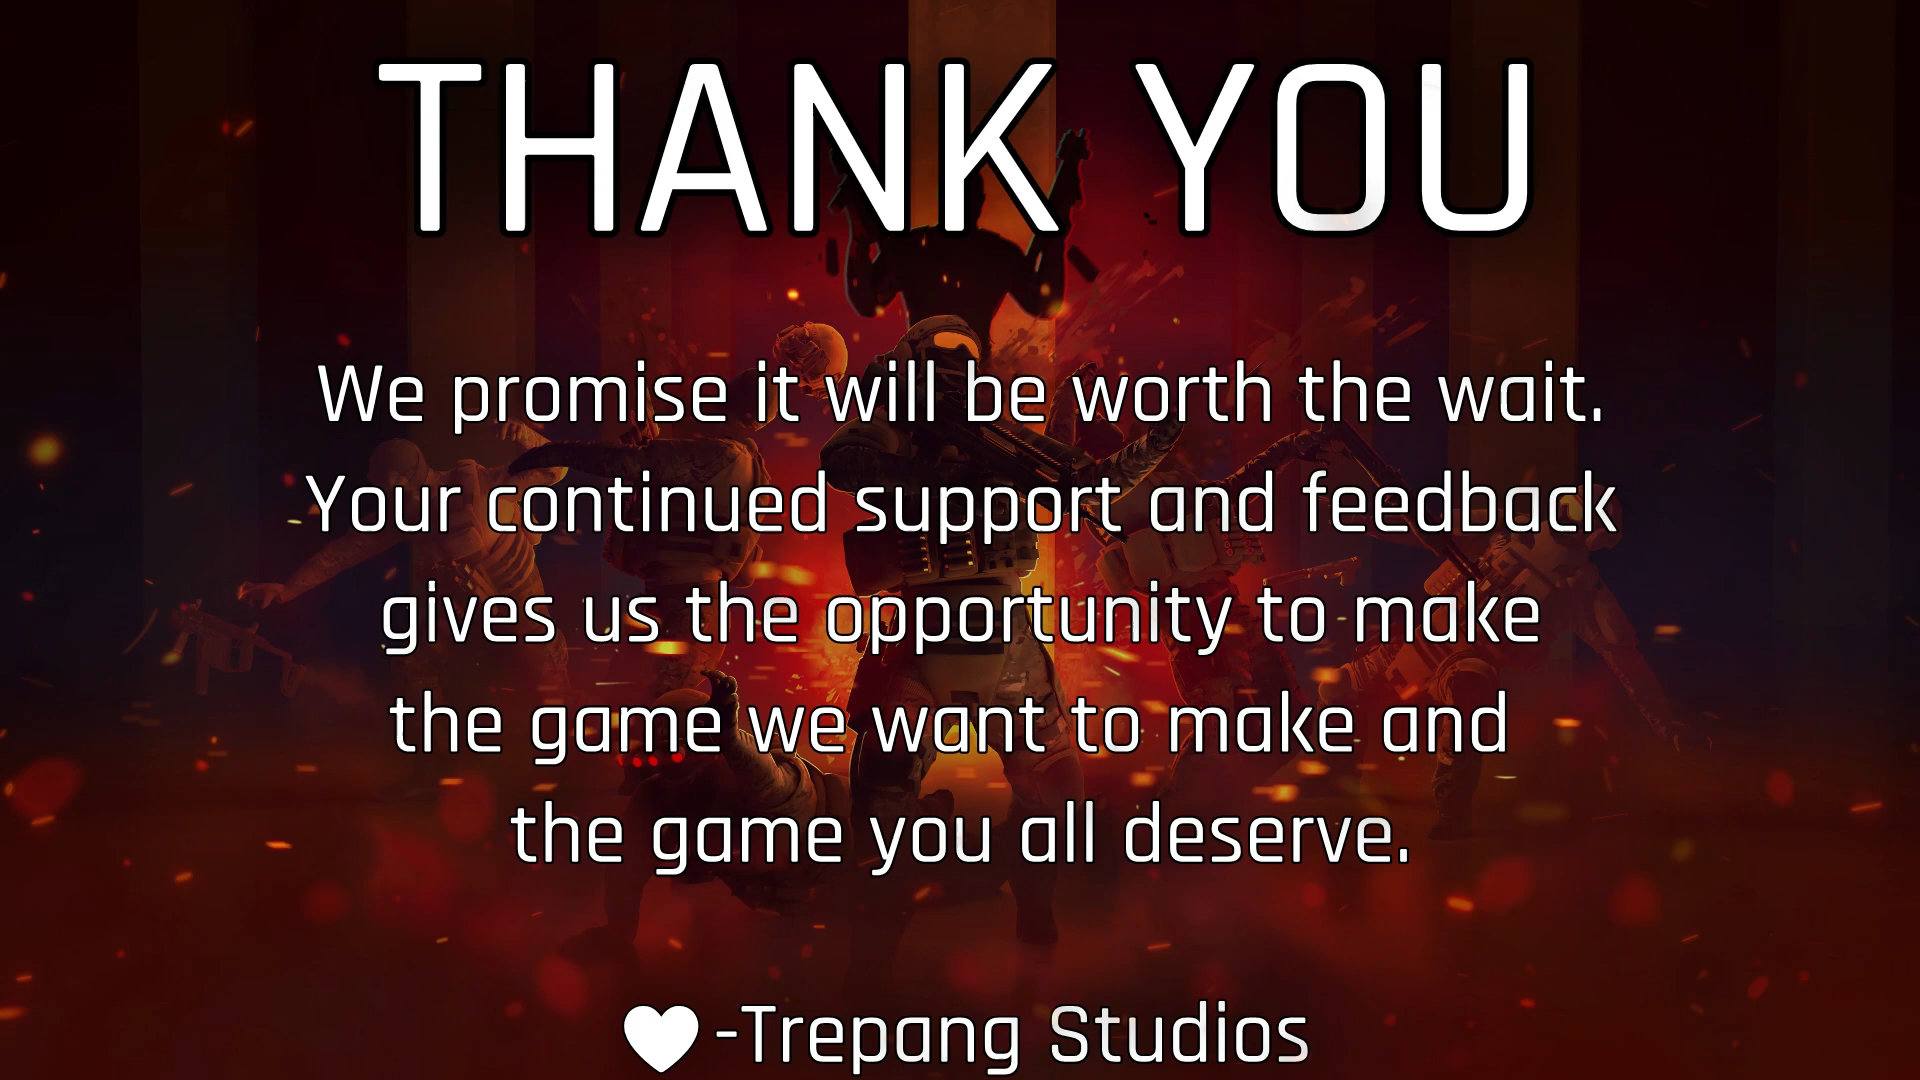 THANK YOU
We promise it will be worth the wait.
Your continued support and feedback
gives us the opportunity to make
the game we want to make and
the game you all deserve.
♥-Trepang Studios